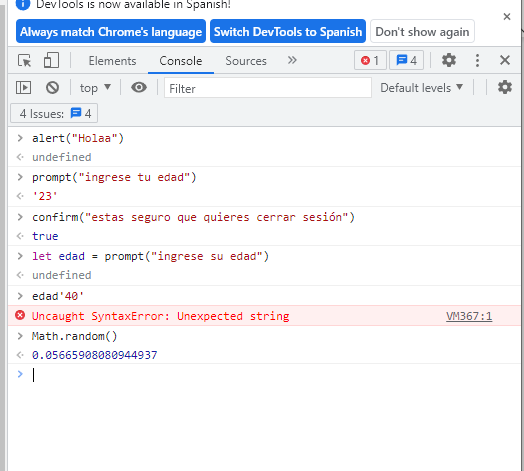 DevTools is now available in Spanish!
Always match Chrome's language Switch DevTools to Spanish Don't show again
Elements Console Sources 1 4
top Filter Default levels
4 Issues: 4
alert("Holaa")
undefined
prompt("ingrese tu edad")
'23'
confirm("estas seguro que quieres cerrar sesión")
true
let edad = prompt("ingrese su edad")
undefined
edad'40'
Uncaught SyntaxError: Unexpected string VM367:1
Math.random()
0.05665908080944937